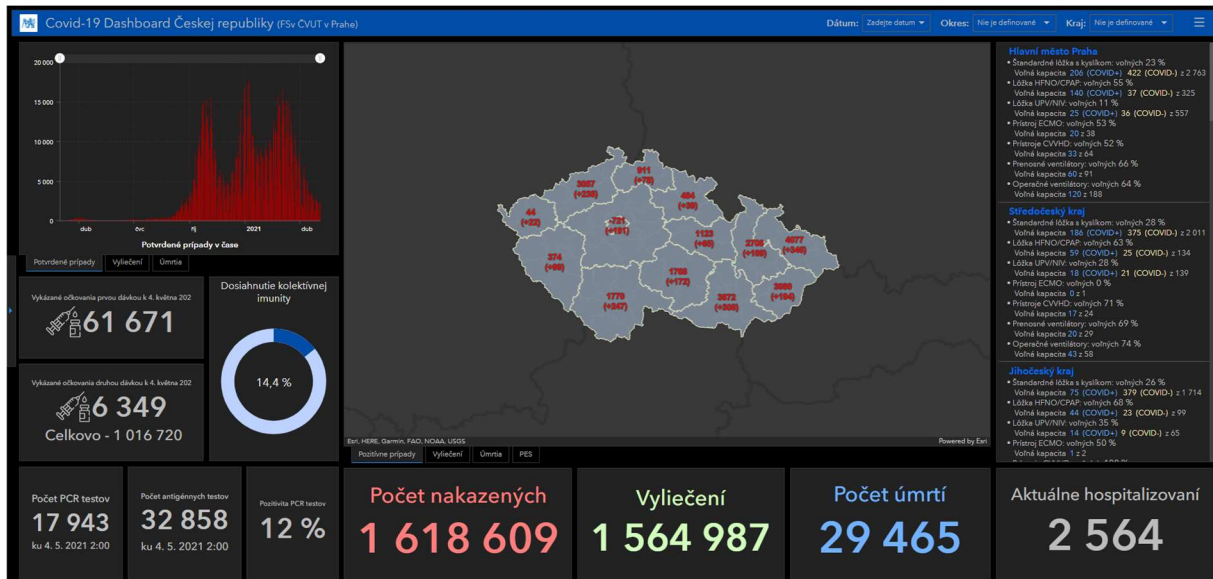 Covid-19 Dashboard Českej republiky (FSv ČVUT v Prahe)
Dátum: Zadejte datum
Okres: Nie je definované
Kraj: Nie je definované
20 000
15 000
10 000
5 000
0
dub
čvc
říj
2021
dub
Potvrdené prípady v čase
Potvrdené prípady
Vyliečení
Úmrtia
Vykázané očkovania prvou dávkou k 4. května 202
61 671
Vykázané očkovania druhou dávkou k 4. května 202
6 349
Celkovo - 1 016 720
Dosiahnutie kolektívnej
imunity
14,4 %
911
(+78)
3057
(+238)
484
(+39)
44
(+22)
-721
(+191)
1123
(+88)
4677
(+348)
374
1768
(+172)
1770
(+247)
3672
Esri, HERE, Garmin, FAO, NOAA, USGS
Powered by Esri
Pozitívne prípady
Vyliečení
Úmrtia
PES
Hlavní město Praha
• Štandardné lôžka s kyslíkom: voľných 23 %
Voľná kapacita 206 (COVID+) 422 (COVID-) z 2 763
• Lôžka HFNO/CPAP: voľných 55 %
Voľná kapacita 140 (COVID+) 37 (COVID-) z 325
• Lôžka UPV/NIV: voľných 11 %
Voľná kapacita 25 (COVID+) 36 (COVID-) z 557
• Prístroj ECMO: voľných 53 %
Voľná kapacita 20 z 38
• Prístroje CVVHD: voľných 52 %
Voľná kapacita 33 z 64
• Prenosné ventilátory: voľných 66 %
Voľná kapacita 60 z 91
• Operačné ventilátory: voľných 64 %
Voľná kapacita 120 z 188
Středočeský kraj
• Štandardné lôžka s kyslíkom: voľných 28 %
Voľná kapacita 186 (COVID+) 375 (COVID-) z 2 011
• Lôžka HFNO/CPAP: voľných 63 %
Voľná kapacita 59 (COVID+) 25 (COVID-) z 134
• Lôžka UPV/NIV: voľných 28 %
Voľná kapacita 18 (COVID+) 21 (COVID-) z 139
• Prístroj ECMO: voľných 0 %
Voľná kapacita 0 z 1
• Prístroje CVVHD: voľných 71 %
Voľná kapacita 17 z 24
• Prenosné ventilátory: voľných 69 %
Voľná kapacita 20 z 29
• Operačné ventilátory: voľných 74 %
Voľná kapacita 43 z 58
Jihočeský kraj
• Štandardné lôžka s kyslíkom: voľných 26 %
Voľná kapacita 75 (COVID+) 379 (COVID-) z 1 714
• Lôžka HFNO/CPAP: voľných 68 %
Voľná kapacita 44 (COVID+) 23 (COVID-) z 99
• Lôžka UPV/NIV: voľných 35 %
Voľná kapacita 14 (COVID+) 9 (COVID-) z 65
• Prístroj ECMO: voľných 50 %
Voľná kapacita 1 z 2
Počet PCR testov
17 943
ku 4. 5. 2021 2:00
Počet antigénnych testov
32 858
ku 4. 5. 2021 2:00
Pozitivita PCR testov
12 %
Počet nakazených
1 618 609
Vyliečení
1 564 987
Počet úmrtí
29 465
Aktuálne hospitalizovaní
2 564